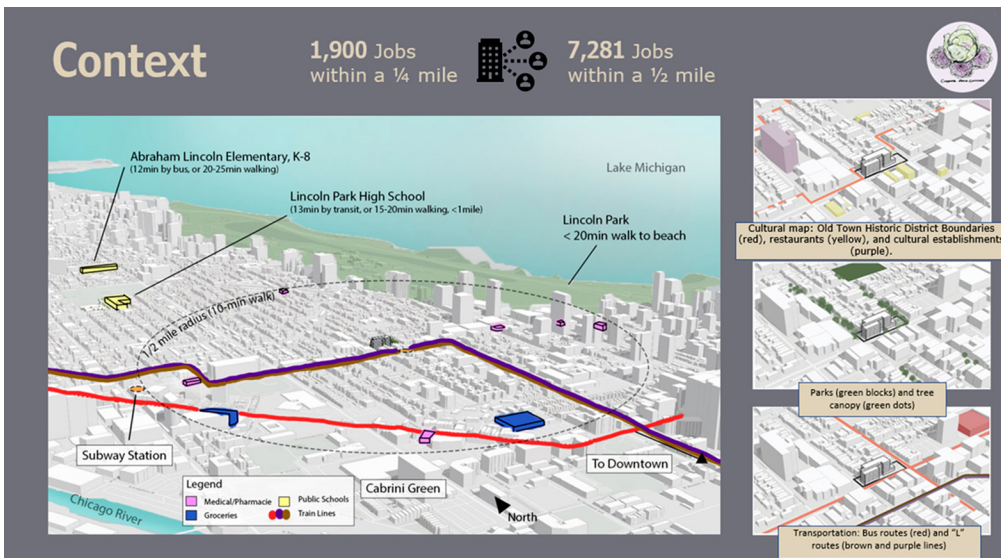 Context
1,900 Jobs
within a ¼ mile
7,281 Jobs
within a ½ mile
Abraham Lincoln Elementary, K-8
(12min by bus, or 20-25min walking)
Lincoln Park High School
(13min by transit, or 15-20min walking, <1mile)
Lake Michigan
Lincoln Park
< 20min walk to beach
1/2 mile radius (10-min walk)
Subway Station
Cabrini Green
To Downtown
North
Chicago River
Legend
Medical/Pharmacie
Public Schools
Groceries
Train Lines
Cultural map: Old Town Historic District Boundaries
(red), restaurants (yellow), and cultural establishments
(purple).
Parks (green blocks) and tree
canopy (green dots)
Transportation: Bus routes (red) and "L"
routes (brown and purple lines)